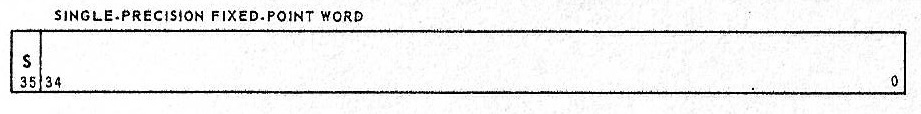 SINGLE-PRECISION FIXED-POINT WORD
S
35 34 0